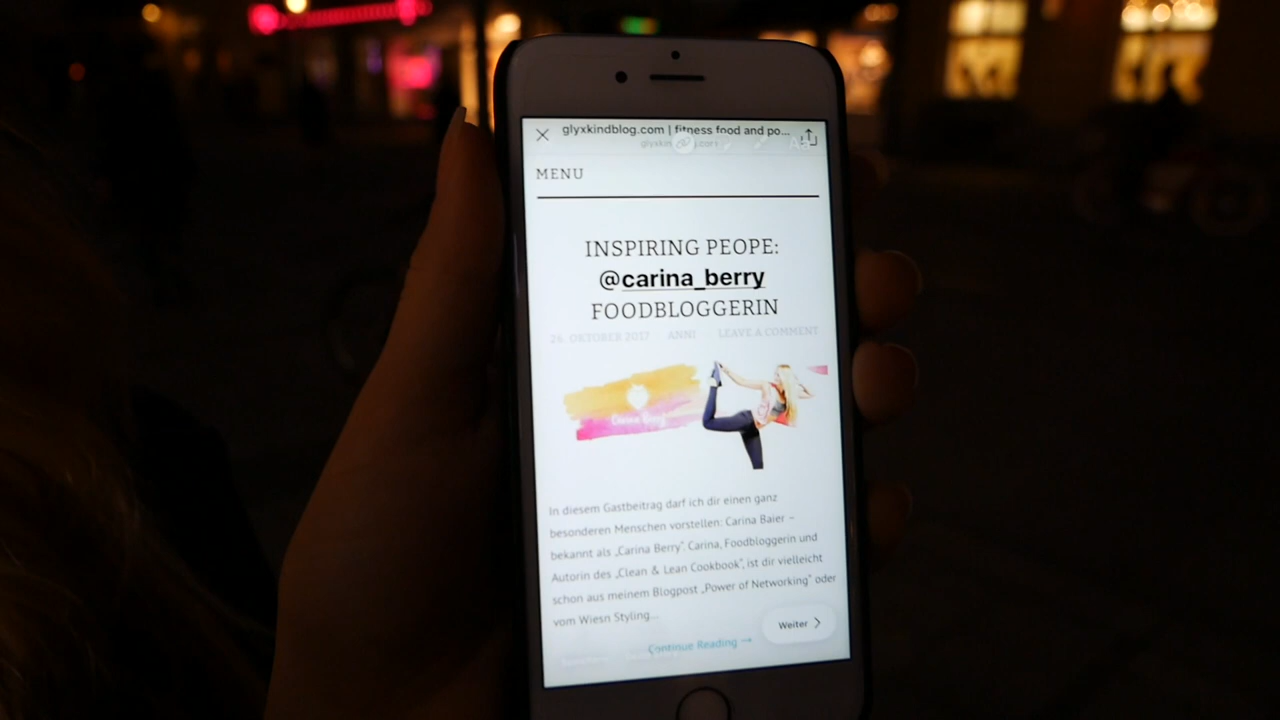 glyxkindblog.com | fitness food and po...
MENU
INSPIRING PEOPE:
@carina_berry
FOODBLOGGERIN
26. OKTOBER 2017 ANNI LEAVE A COMMENT
Carina Berry
In diesem Gastbeitrag darf ich dir einen ganz
besonderen Menschen vorstellen: Carina Baier –
bekannt als „Carina Berry“. Carina, Foodbloggerin und
Autorin des „Clean & Lean Cookbook“, ist dir vielleicht
schon aus meinem Blogpost „Power of Networking“ oder
vom Wiesn Styling...
Weiter
Continue Reading →